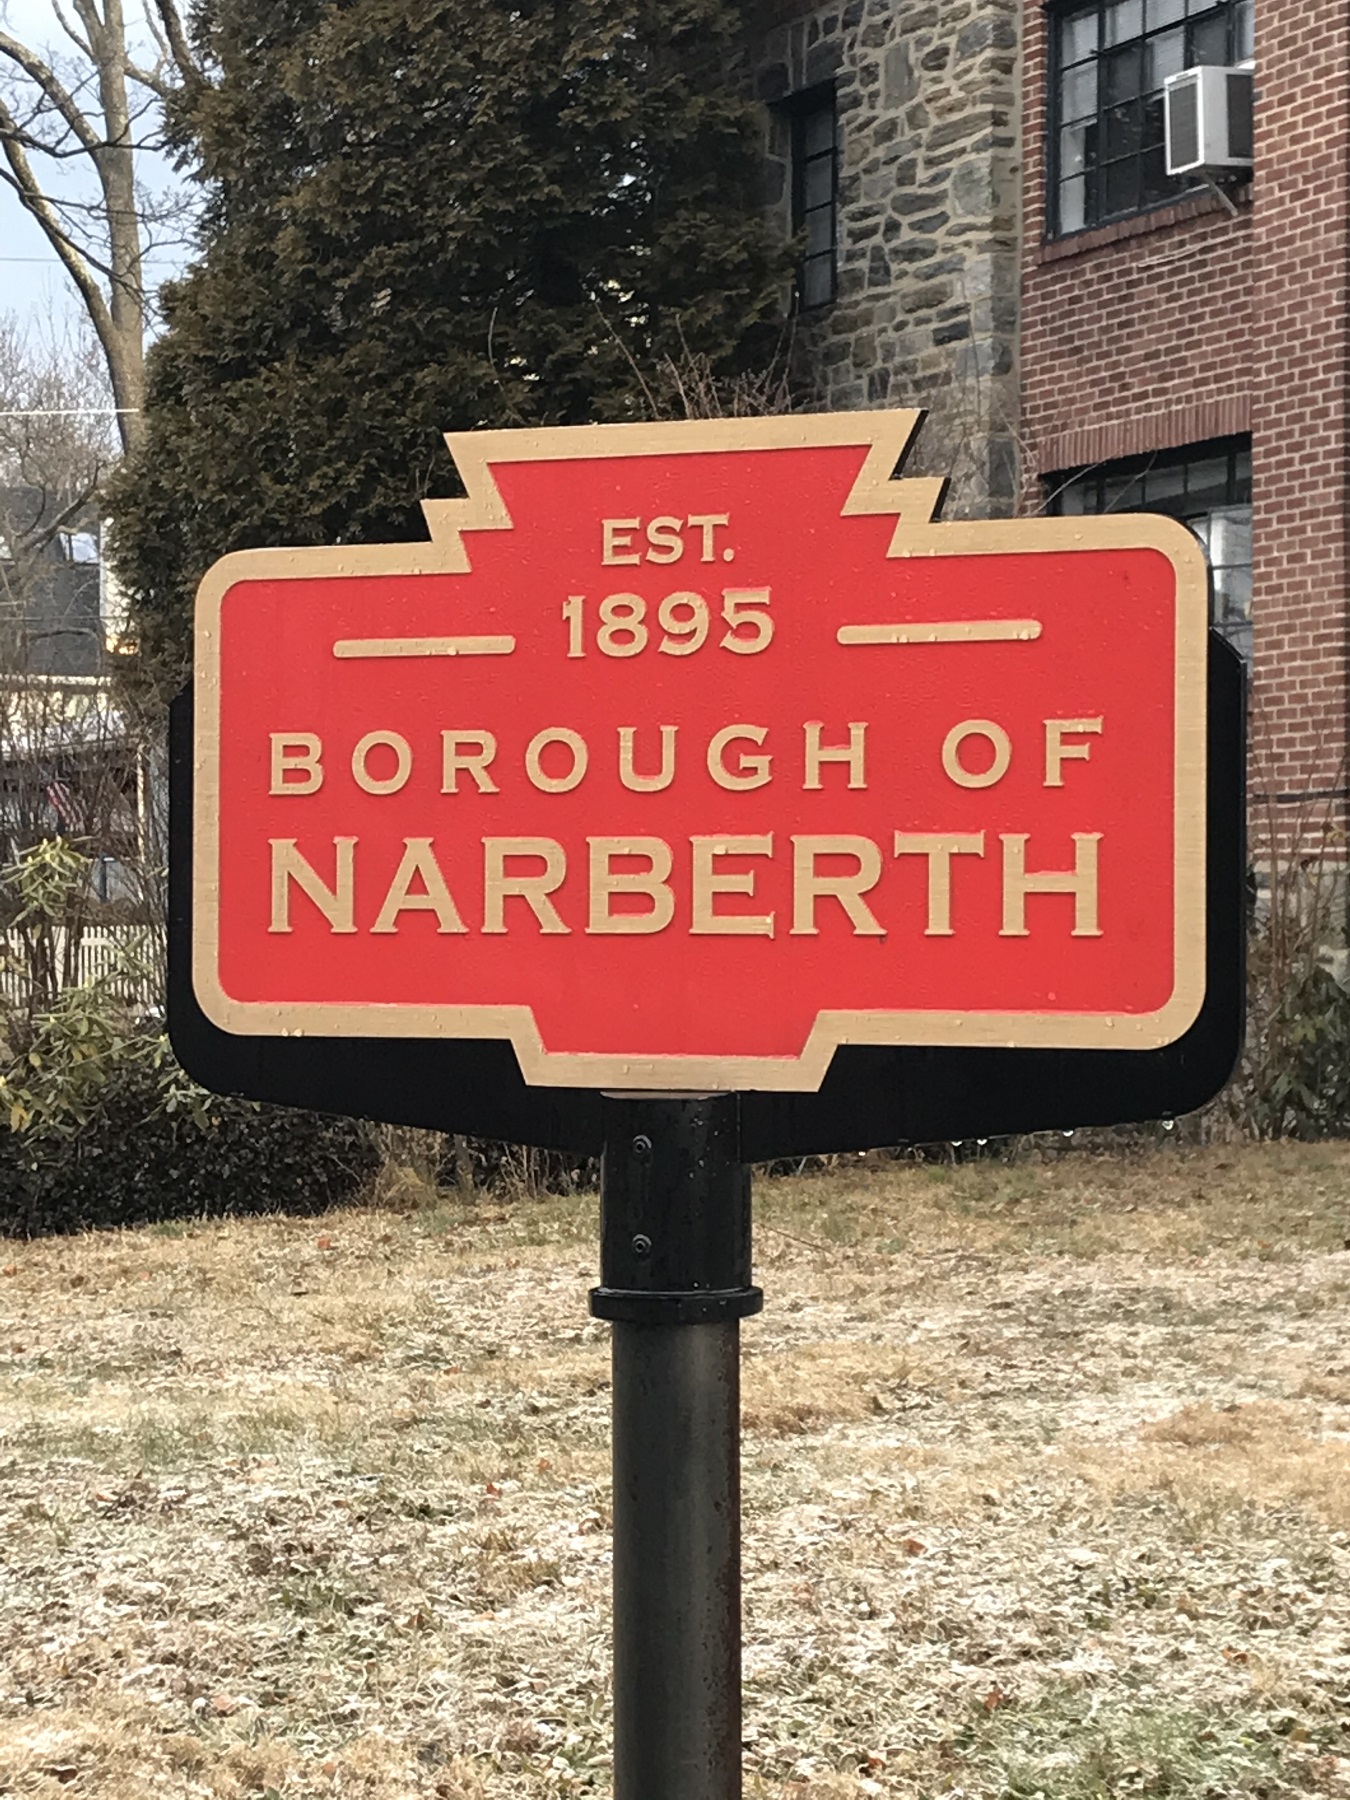 EST.
1895
BOROUGH OF
NARBERTH